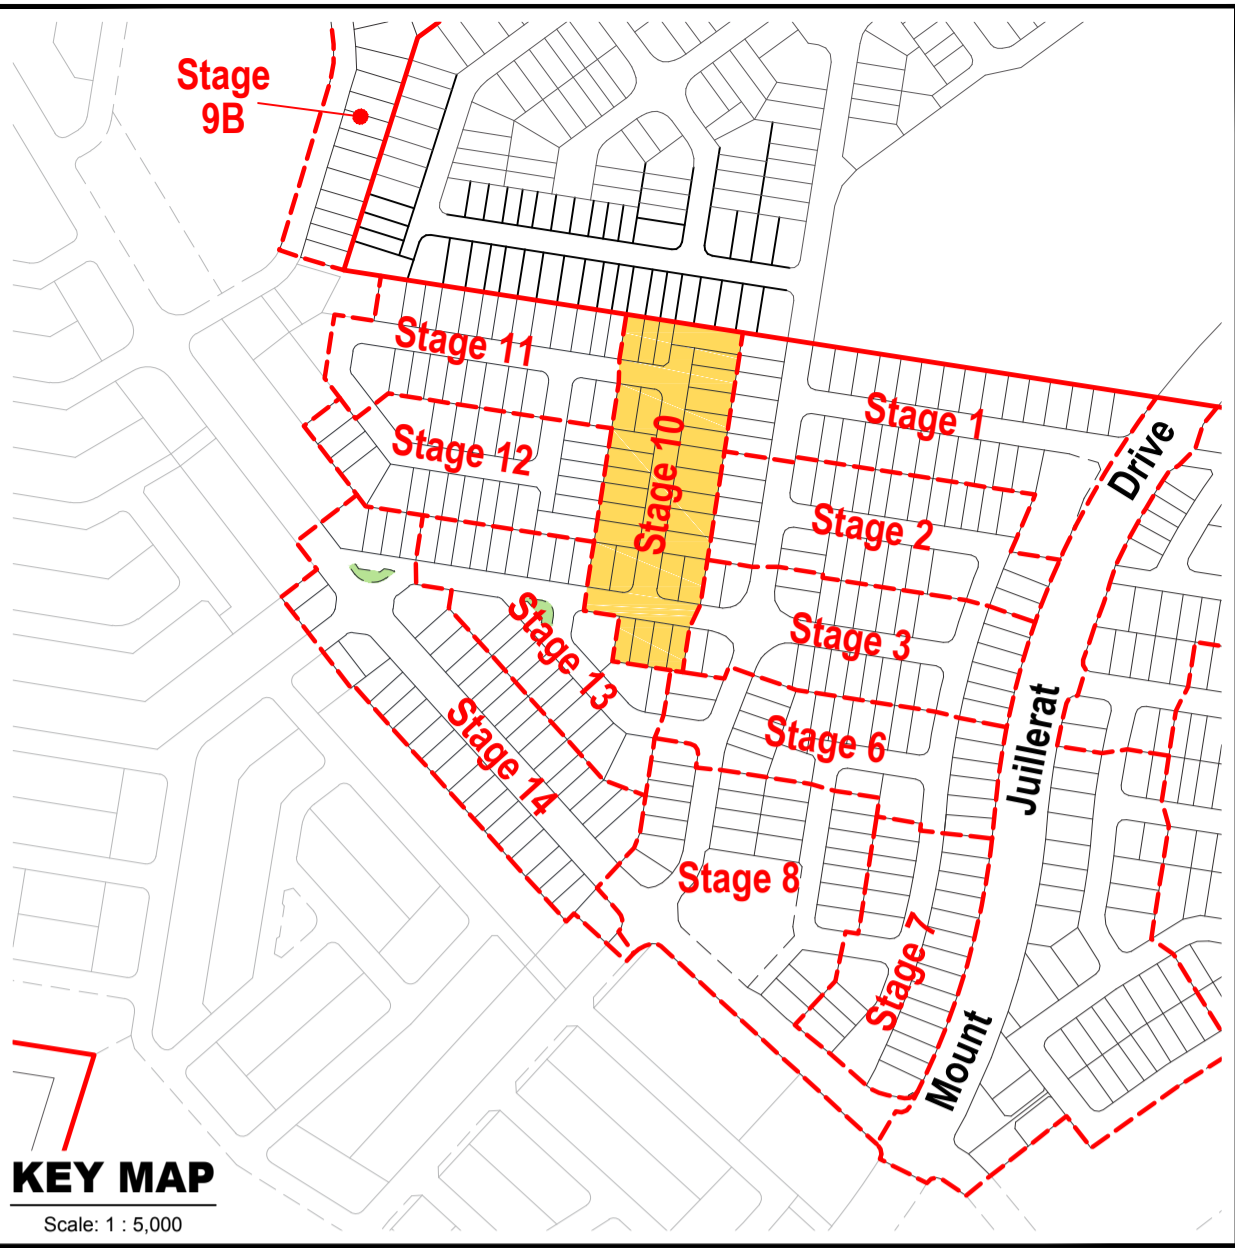 Stage
9B
Stage 11
Stage 1
Stage 10
Stage 12
Drive
Stage 2
Stage 3
Stage 13
Stage 6
Juillerat
Stage 14
Stage 8
Stage 7
Mount
KEY MAP
Scale: 1 : 5,000